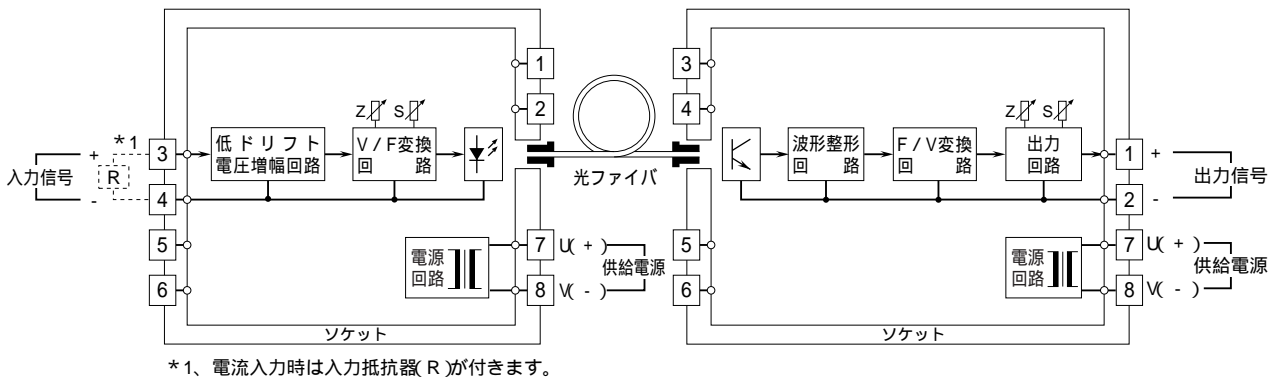 1
2
3
4
*1
3
入力信号
+
R
-
4
5
6
低ドリフト
電圧増幅回路
Z S
V/F変換
回 路
光ファイバ
電源
回路
7 U(+)
供給電源
8 V(-)
ソケット
波形整形
回 路
F/V変換
回 路
Z S
出力
回路
1 +
出力信号
2 -
5
6
電源
回路
7 U(+)
供給電源
8 V(-)
ソケット
*1、電流入力時は入力抵抗器(R)が付きます。